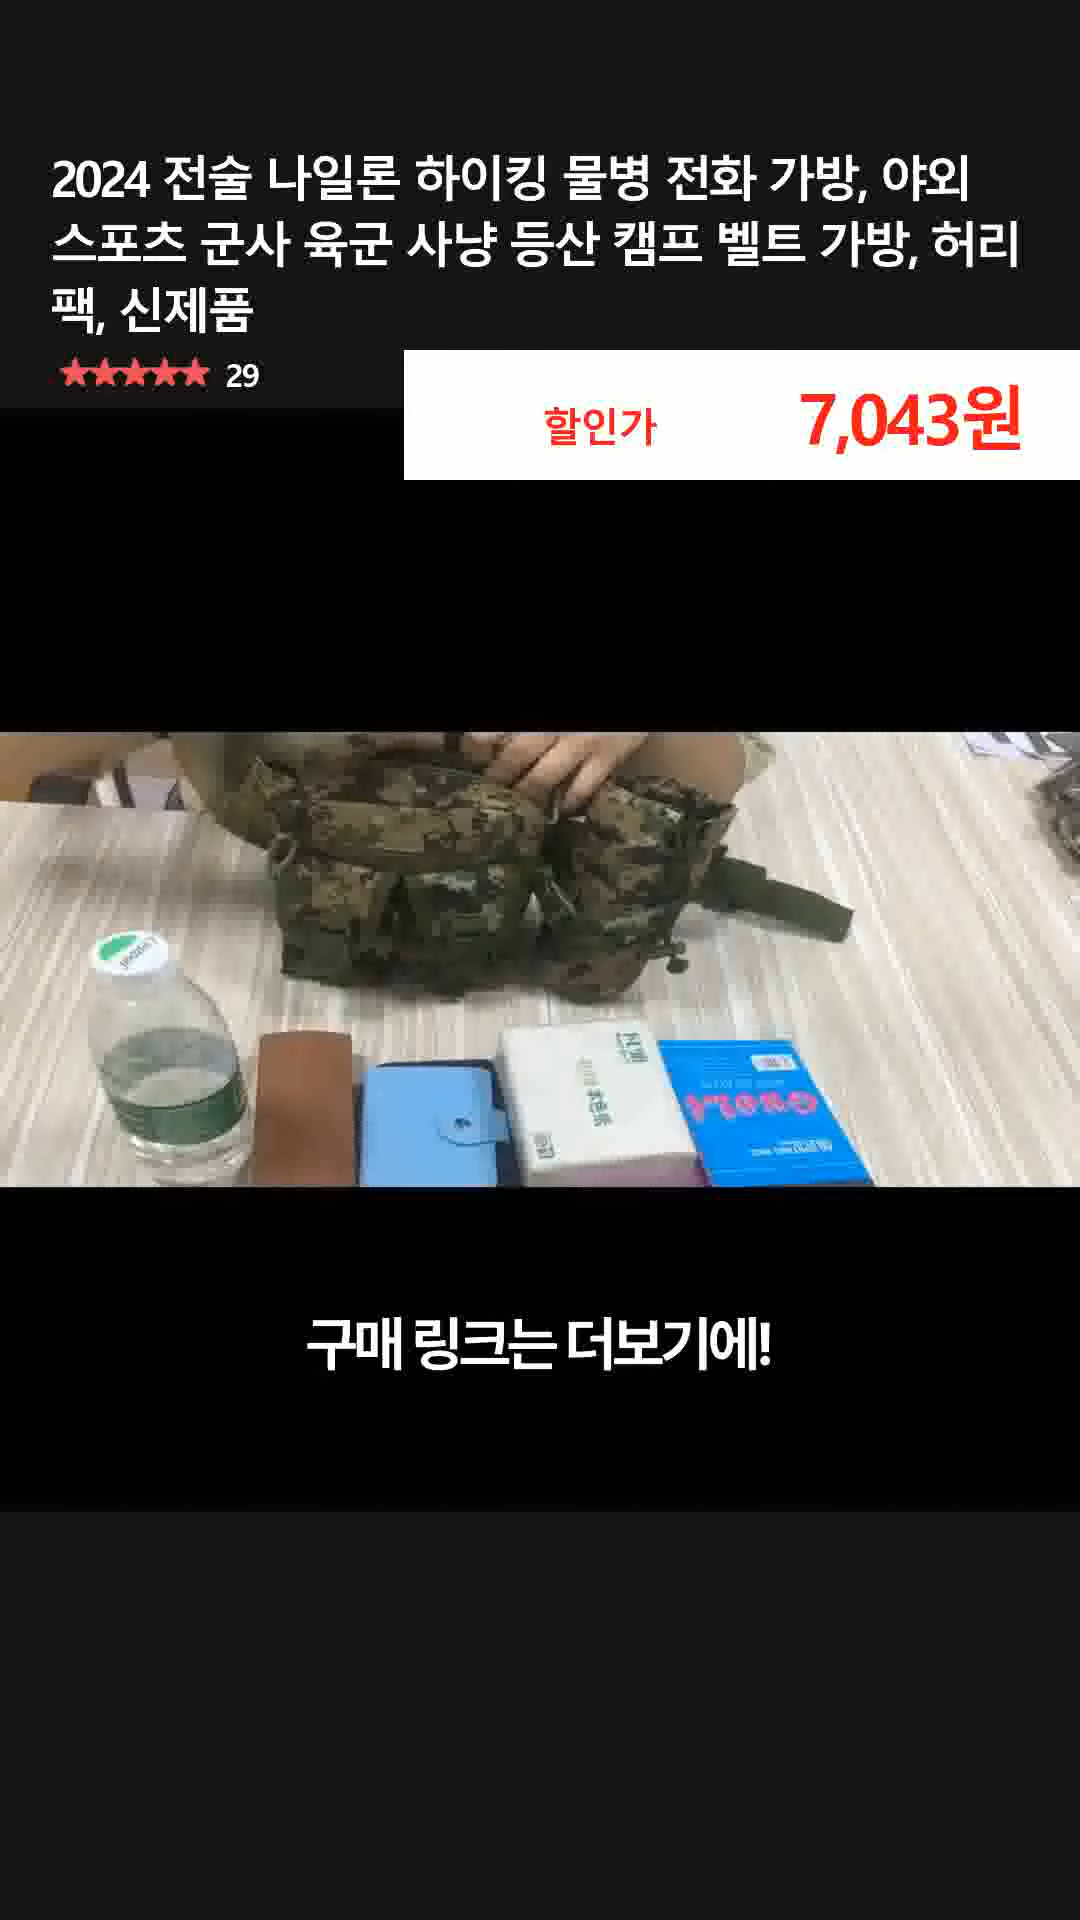 2024 전술 나일론 하이킹 물병 전화 가방, 야외
스포츠 군사 육군 사냥 등산 캠프 벨트 가방, 허리
팩, 신제품
29
할인가 7,043원
구매 링크는 더보기에!